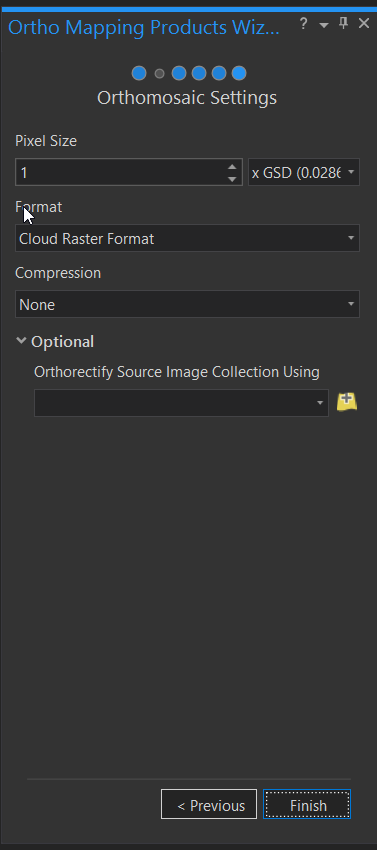 Ortho Mapping Products Wiz...
?
Orthomosaic Settings
Pixel Size
1
x GSD (0.0286
Format
Cloud Raster Format
Compression
None
Optional
Orthorectify Source Image Collection Using
< Previous
Finish